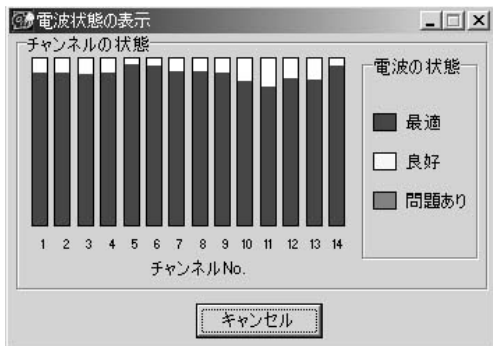 電波状態の表示
チャンネルの状態
電波の状態
最適
良好
問題あり
1 2 3 4 5 6 7 8 9 10 11 12 13 14
チャンネルNo.
キャンセル